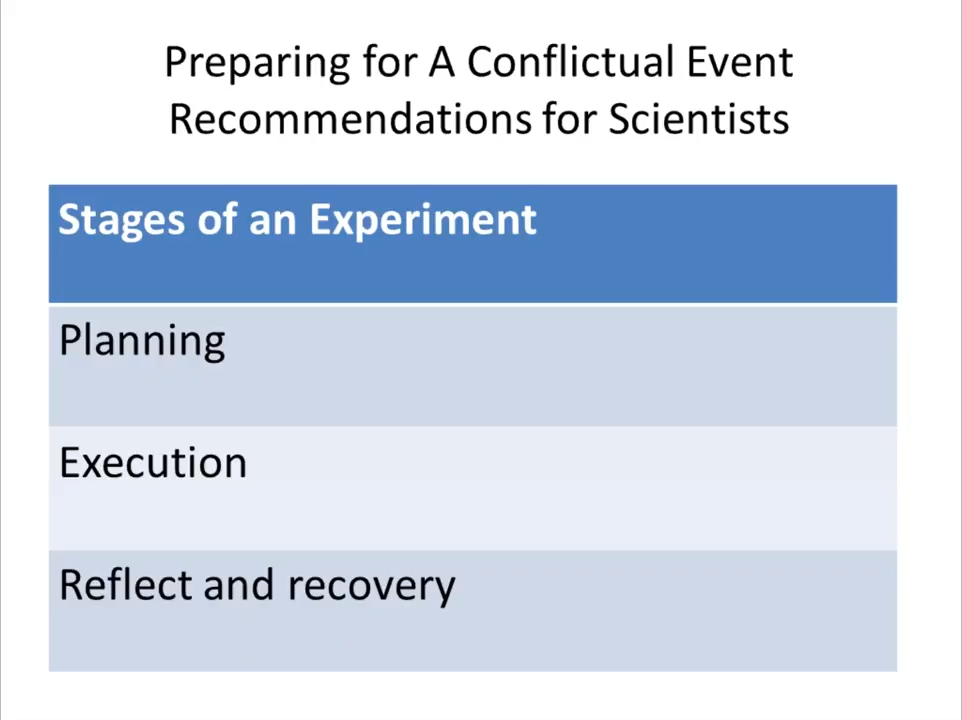 Preparing for A Conflictual Event
Recommendations for Scientists
Stages of an Experiment
Planning
Execution
Reflect and recovery